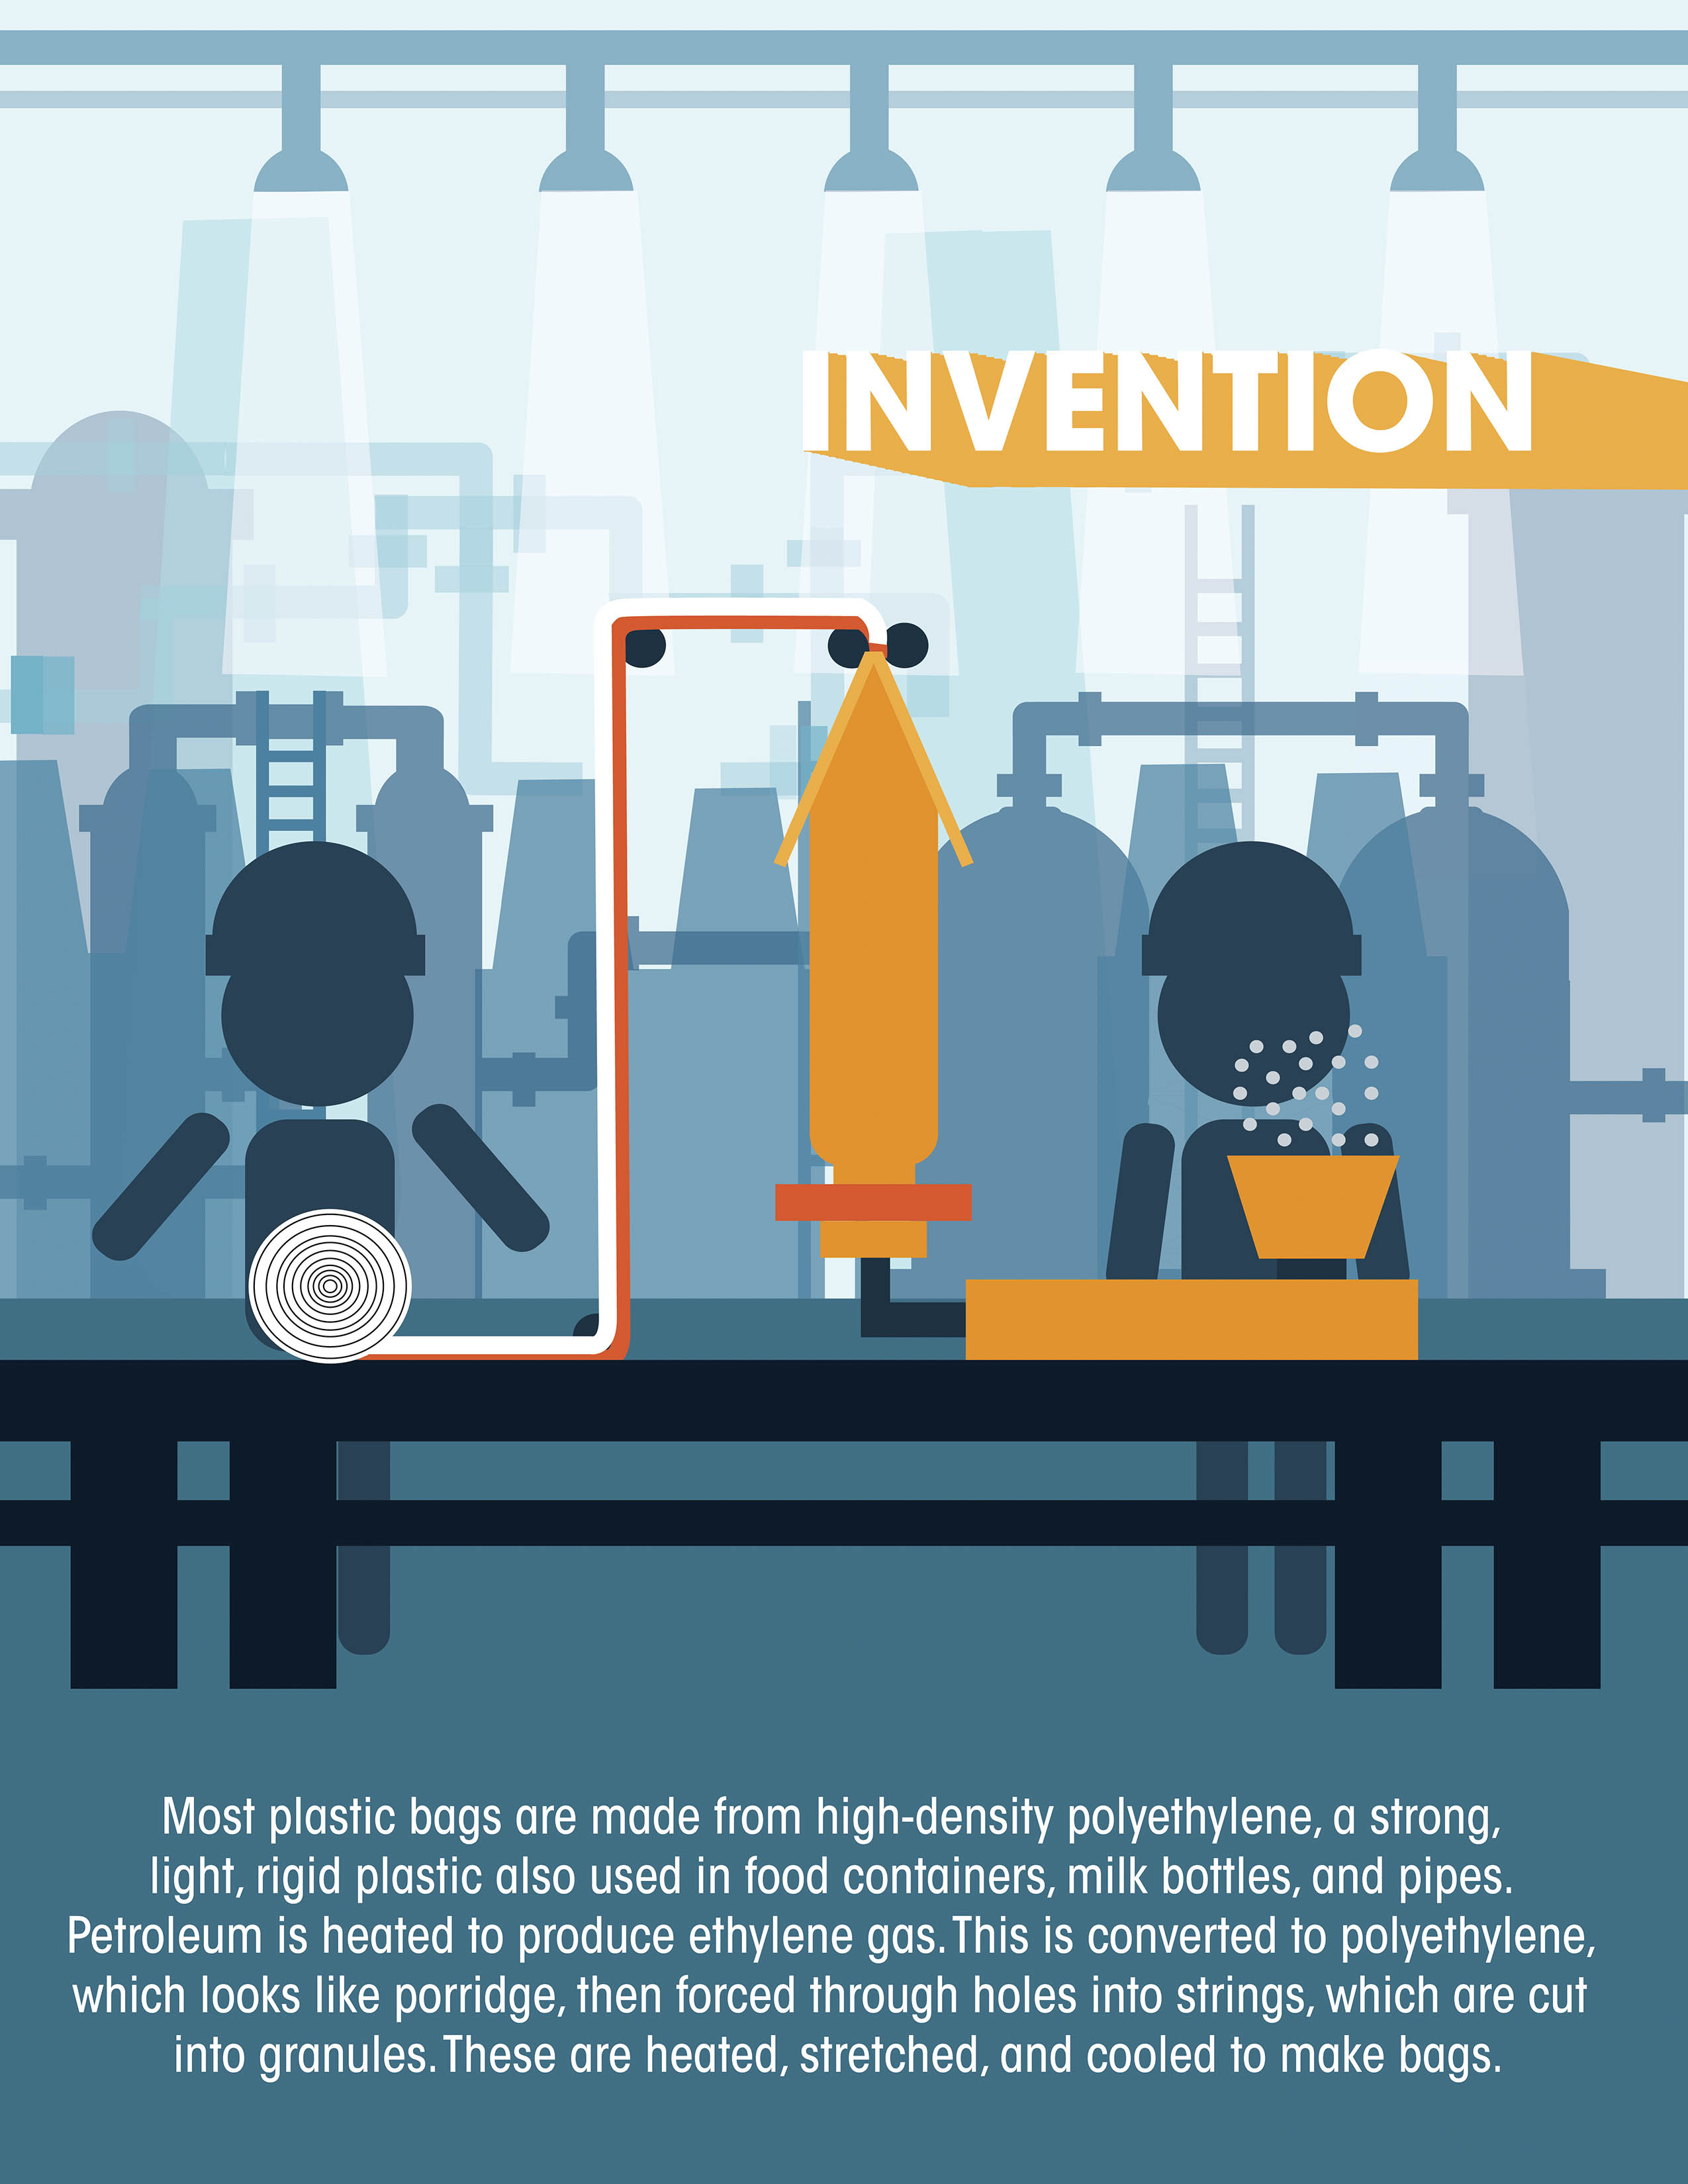 INVENTION
Most plastic bags are made from high-density polyethylene, a strong,
light, rigid plastic also used in food containers, milk bottles, and pipes.
Petroleum is heated to produce ethylene gas. This is converted to polyethylene,
which looks like porridge, then forced through holes into strings, which are cut
into granules. These are heated, stretched, and cooled to make bags.